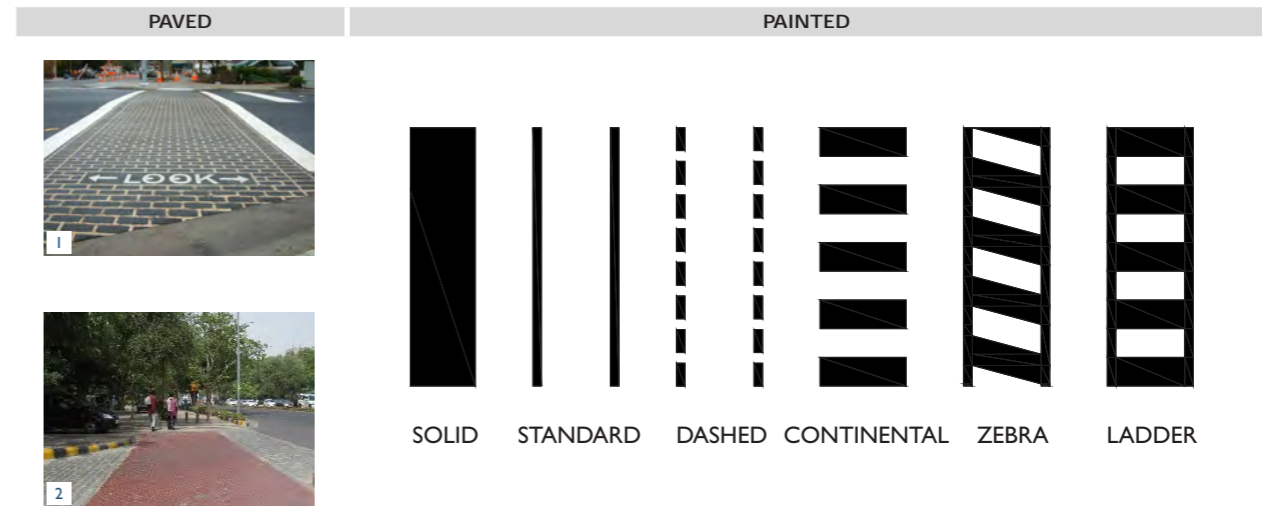 PAVED
PAINTED
← LOOK →
1
2
SOLID STANDARD DASHED CONTINENTAL ZEBRA LADDER